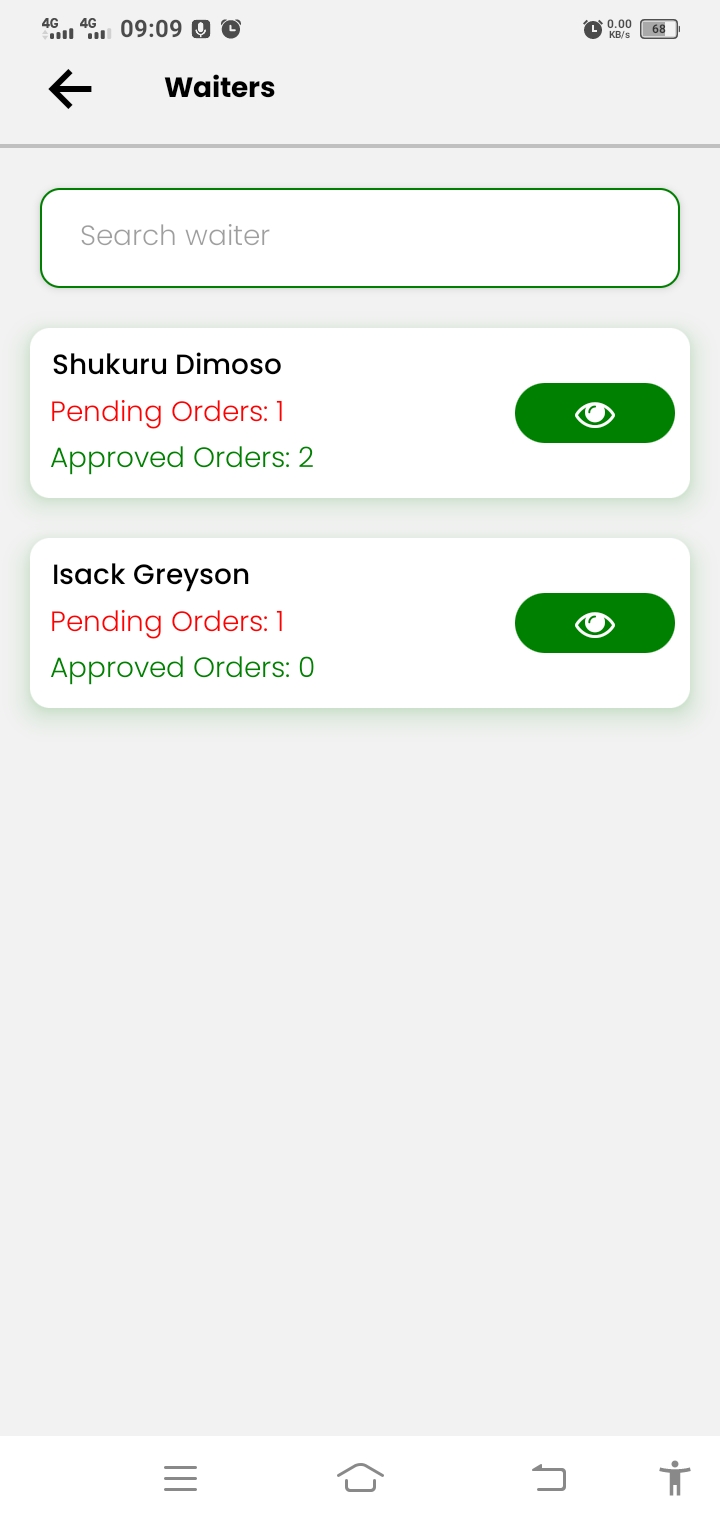 4G 4G 09:09 0.00 KB/s 68
Waiters
Search waiter
Shukuru Dimoso
Pending Orders: 1
Approved Orders: 2
Isack Greyson
Pending Orders: 1
Approved Orders: 0